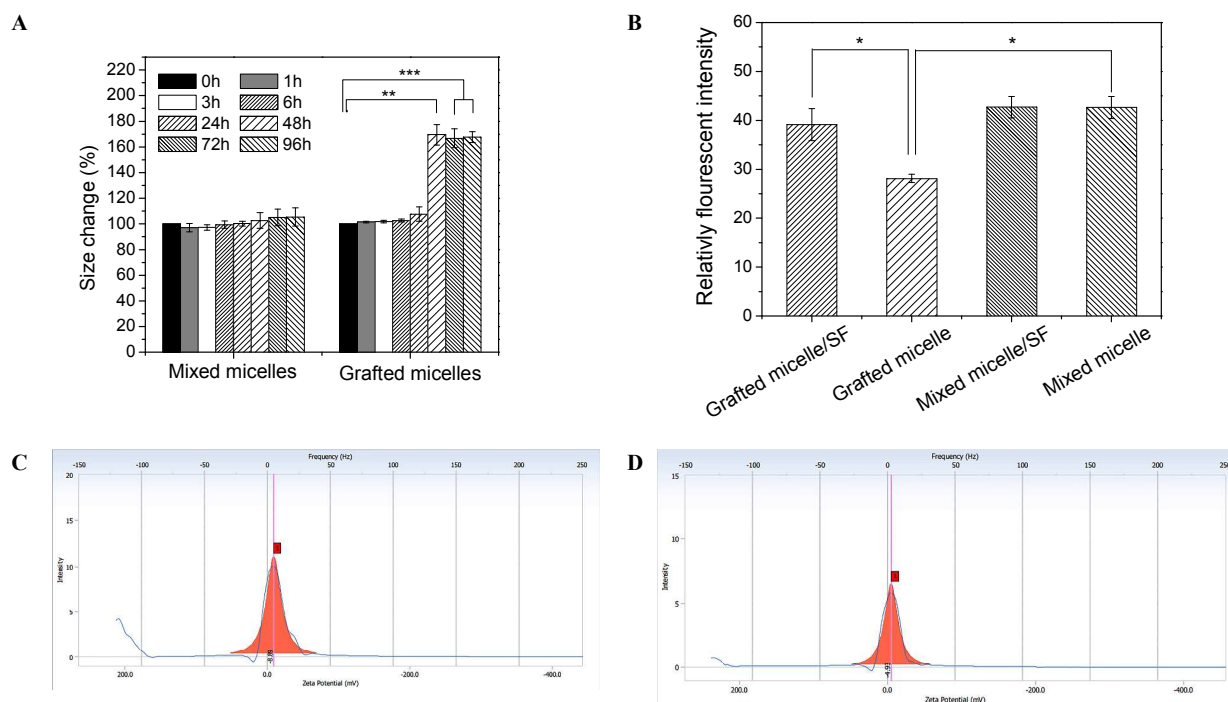 A
Size change (%)
220
200
180
160
140
120
100
80
60
40
20
0
0h 1h
3h 6h
24h 48h
72h 96h
**
***
Mixed micelles Grafted micelles
B
Relativly flourescent intensity
60
50
40
30
20
10
0
* *
Grafted micelle/SF
Grafted micelle
Mixed micelle/SF
Mixed micelle
C
Frequency (Hz)
-150 -100 -50 0 50 100 150 200 250
Intensity
20
15
10
5
0
200.0 0.0 -200.0 -400.0
Zeta Potential (mV)
D
Frequency (Hz)
-150 -100 -50 0 50 100 150 200 250
Intensity
15
10
5
0
-4.93
200.0 0.0 -200.0 -400.0
Zeta Potential (mV)